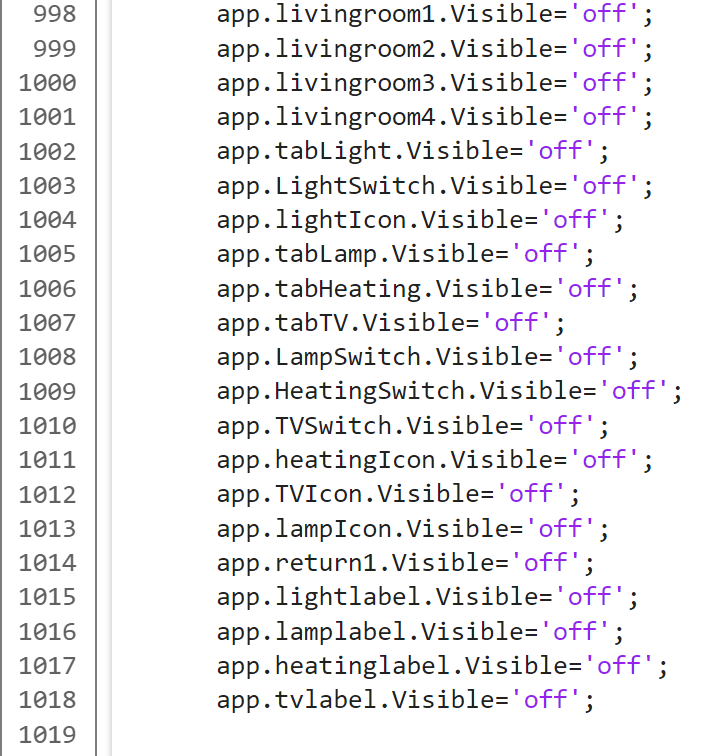 998 app.livingroom1.Visible='off';
999 app.livingroom2.Visible='off';
1000 app.livingroom3.Visible='off';
1001 app.livingroom4.Visible='off';
1002 app.tabLight.Visible='off';
1003 app.LightSwitch.Visible='off';
1004 app.lightIcon.Visible='off';
1005 app.tabLamp.Visible='off';
1006 app.tabHeating.Visible='off';
1007 app.tabTV.Visible='off';
1008 app.LampSwitch.Visible='off';
1009 app.HeatingSwitch.Visible='off';
1010 app.TVSwitch.Visible='off';
1011 app.heatingIcon.Visible='off';
1012 app.TVIcon.Visible='off';
1013 app.lampIcon.Visible='off';
1014 app.return1.Visible='off';
1015 app.lightlabel.Visible='off';
1016 app.lamplabel.Visible='off';
1017 app.heatinglabel.Visible='off';
1018 app.tvlabel.Visible='off';
1019